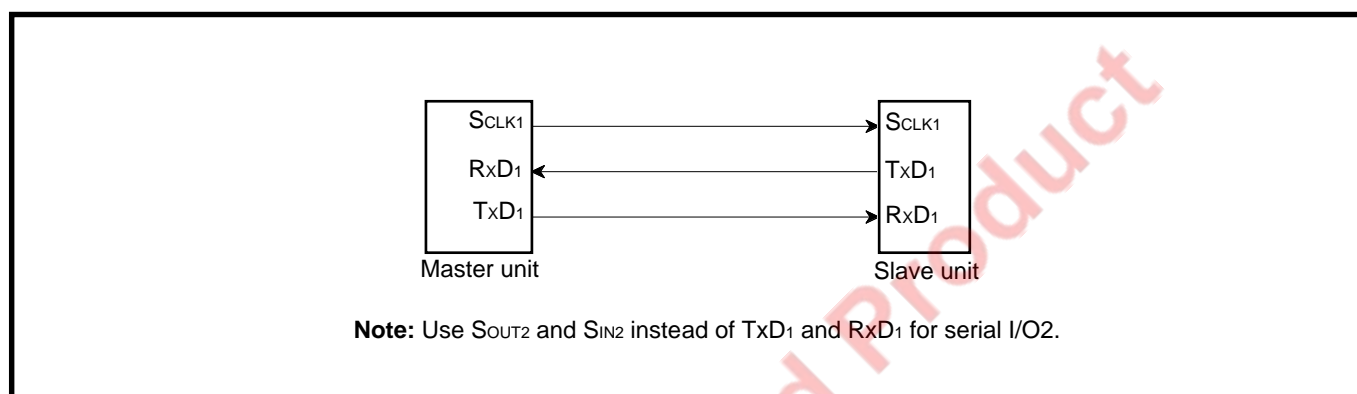 SCLK1
RxD1
TxD1
Master unit
SCLK1
TxD1
RxD1
Slave unit
Note: Use SOUT2 and SIN2 instead of TxD1 and RxD1 for serial I/O2.
d Product